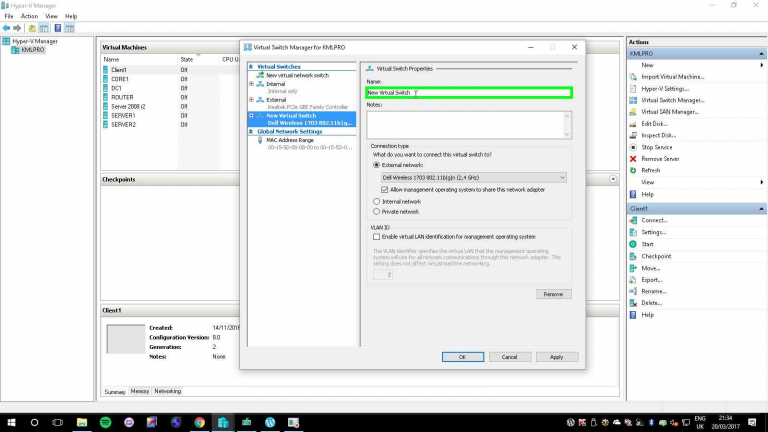 Hyper-V Manager
File Action View Help
Hyper-V Manager
KMLPRO
Virtual Machines
Name State CPU U
Client1 Off
CORE1 Off
DC1 Off
ROUTER Off
Server 2008 r2 Off
SERVER1 Off
SERVER2 Off
Checkpoints
Client1
Created: 14/11/2016
Configuration Version: 8.0
Generation: 2
Notes: None
Summary Memory Networking
Virtual Switch Manager for KMLPRO
Virtual Switches
New virtual network switch
Internal
Internal only
External
Realtek PCIe GBE Family Controller
New Virtual Switch
Dell Wireless 1703 802.11b|g...
Global Network Settings
MAC Address Range
00-15-5D-00-08-00 to 00-15-5D-0...
Virtual Switch Properties
Name:
New Virtual Switch
Notes:
Connection type
What do you want to connect this virtual switch to?
External network:
Dell Wireless 1703 802.11b|g|n (2,4 GHz)
Allow management operating system to share this network adapter
Internal network
Private network
VLAN ID
Enable virtual LAN identification for management operating system
The VLAN identifier specifies the virtual LAN that the management operating
system will use for all network communications through this network adapter. This
setting does not affect virtual machine networking.
2
Remove
OK Cancel Apply
Actions
KMLPRO
New
Import Virtual Machine...
Hyper-V Settings...
Virtual Switch Manager...
Virtual SAN Manager...
Edit Disk...
Inspect Disk...
Stop Service
Remove Server
Refresh
View
Help
Client1
Connect...
Settings...
Start
Checkpoint
Move...
Export...
Rename...
Delete...
Help
ENG
UK
21:34
20/03/2017